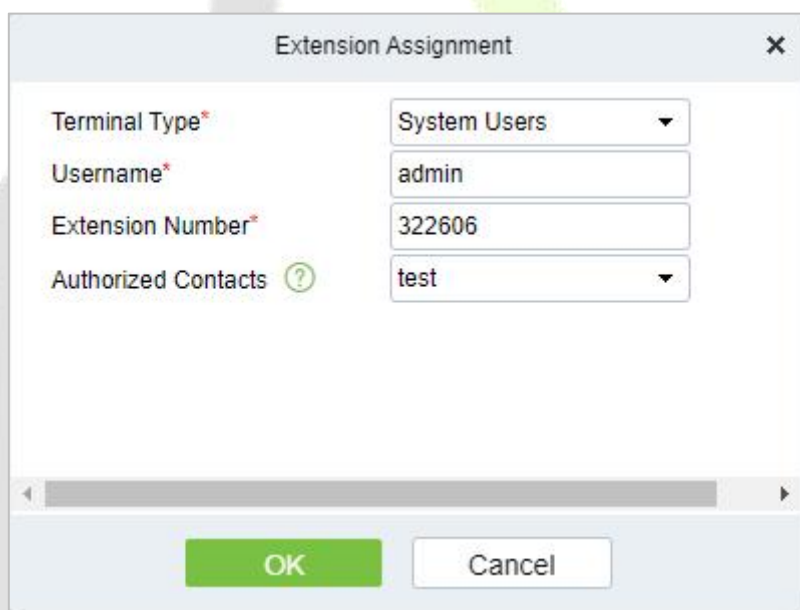 Extension Assignment ×
Terminal Type* System Users
Username* admin
Extension Number* 322606
Authorized Contacts ? test
OK Cancel